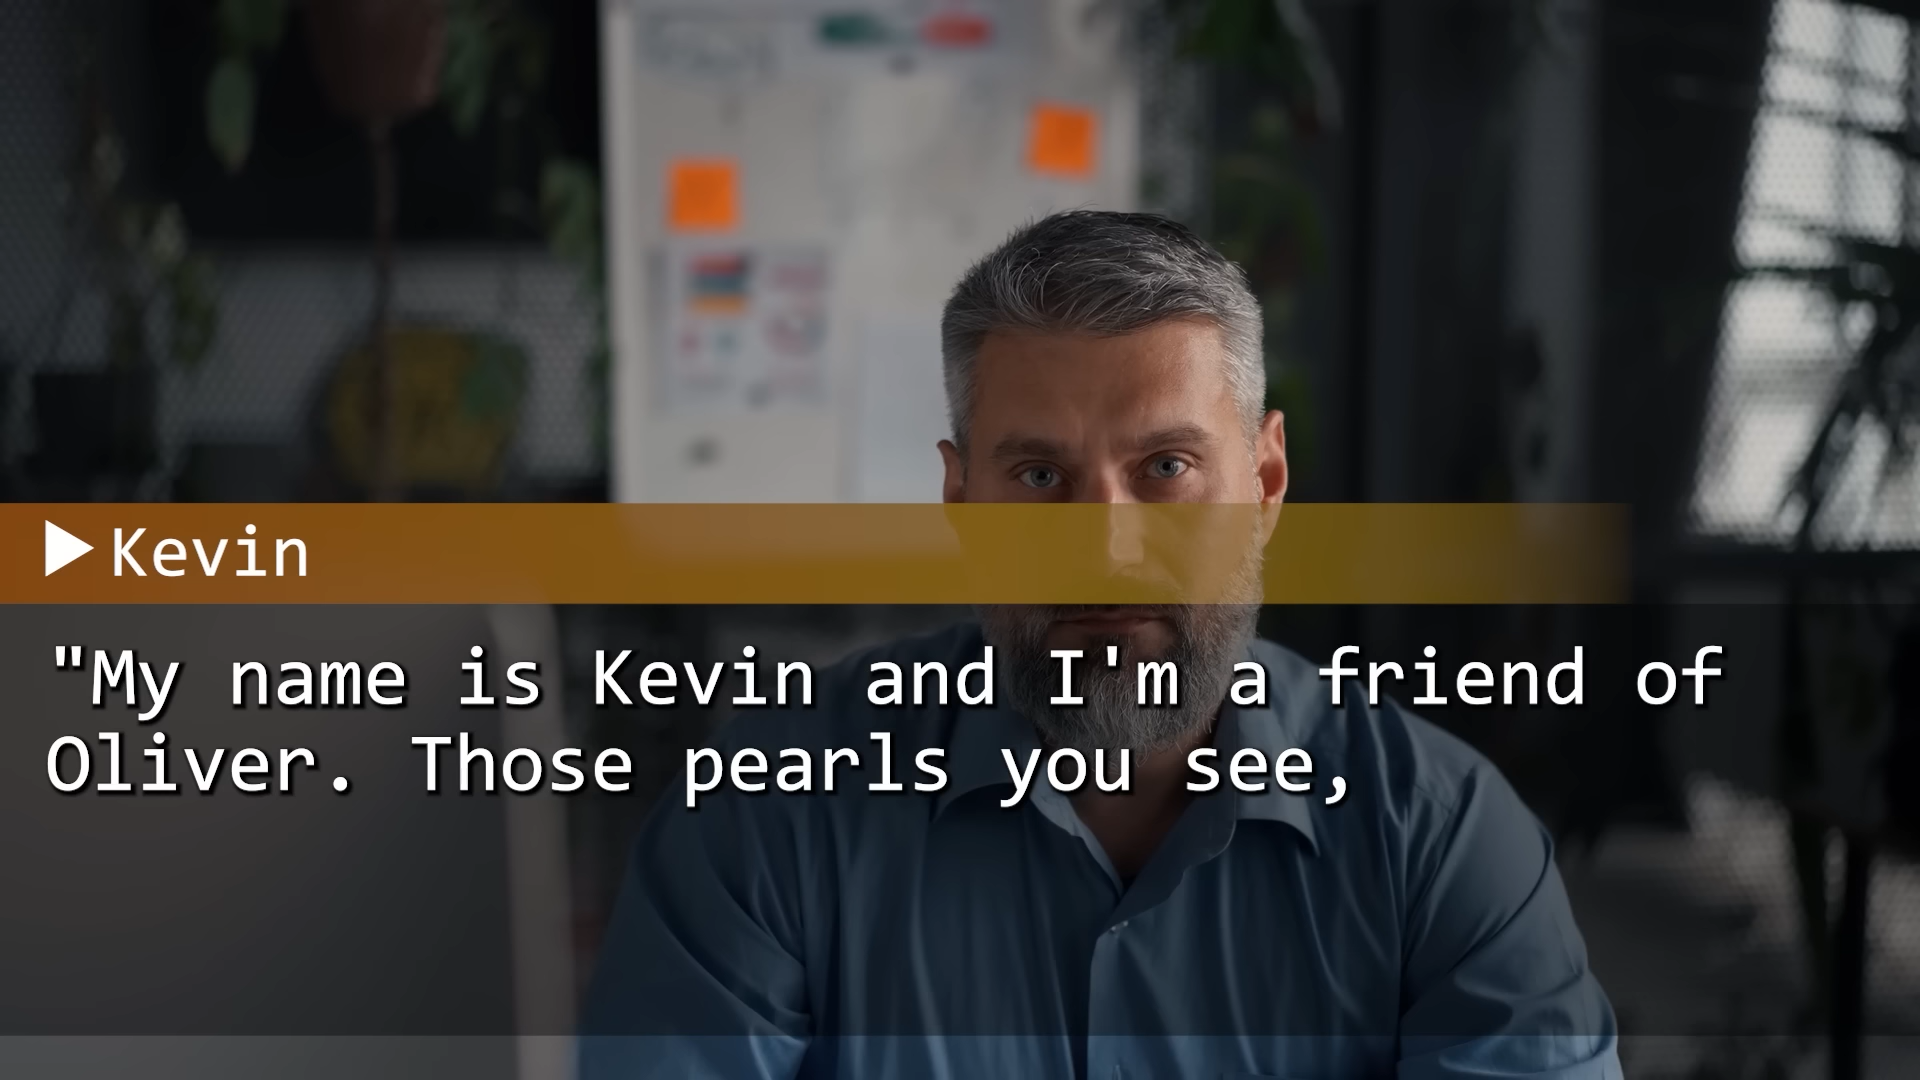 Kevin
"My name is Kevin and I'm a friend of
Oliver. Those pearls you see,